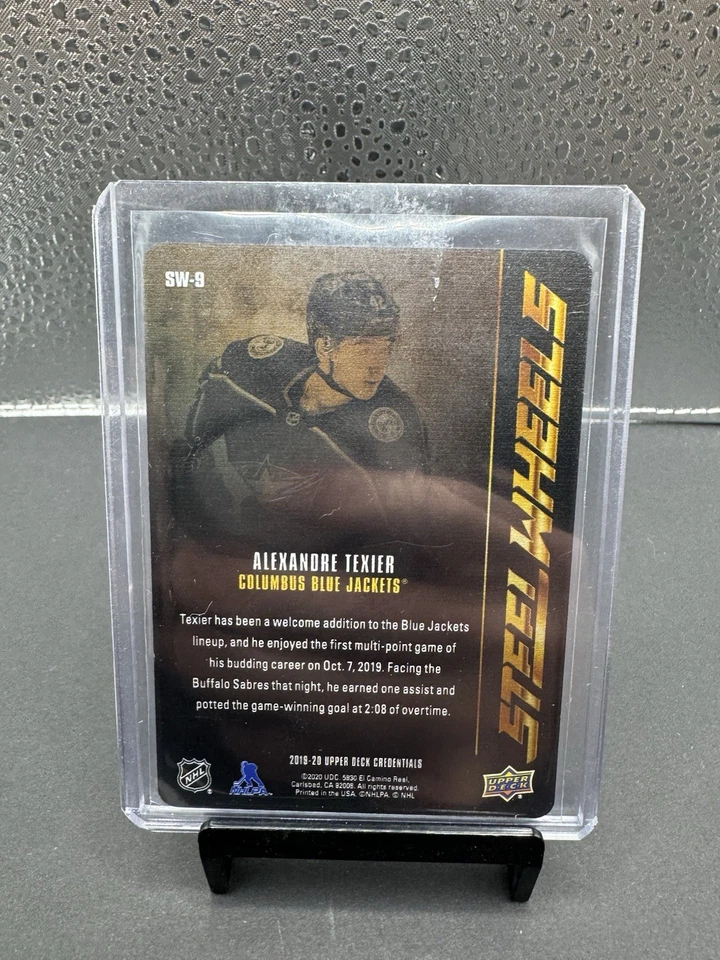 SW-9
STEEL WHEELS
ALEXANDRE TEXIER
COLUMBUS BLUE JACKETS®
Texier has been a welcome addition to the Blue Jackets
lineup, and he enjoyed the first multi-point game of
his budding career on Oct. 7, 2019. Facing the
Buffalo Sabres that night, he earned one assist and
potted the game-winning goal at 2:08 of overtime.
2019-20 UPPER DECK CREDENTIALS
©2020 UDC. 5830 El Camino Real,
Carlsbad, CA 92008. All rights reserved.
Printed in the USA. ©NHLPA. © NHL
NHL
NHLPA
UPPER
DECK